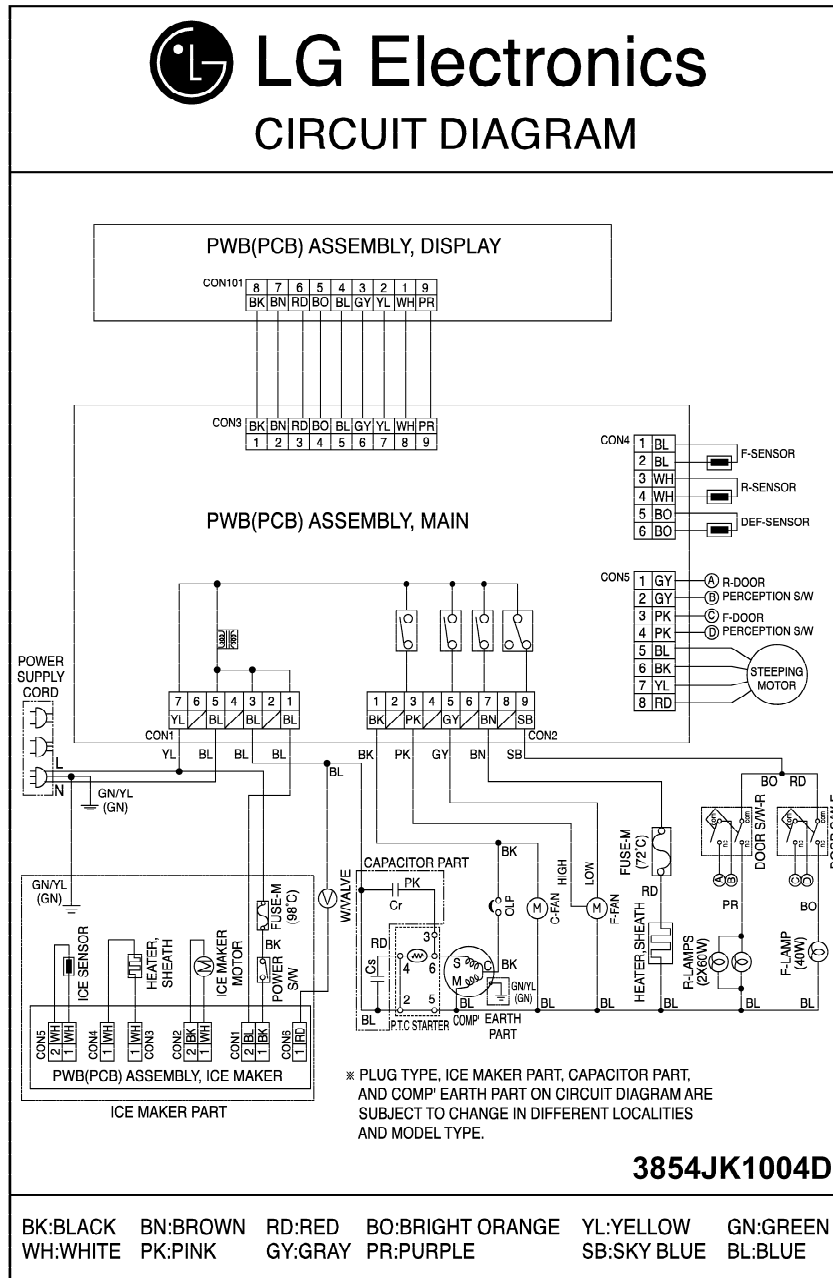 LG Electronics
CIRCUIT DIAGRAM
PWB(PCB) ASSEMBLY, DISPLAY
CON101
8 7 6 5 4 3 2 1 9
BK BN RD BO BL GY YL WH PR
CON3
BK BN RD BO BL GY YL WH PR
1 2 3 4 5 6 7 8 9
PWB(PCB) ASSEMBLY, MAIN
CON4
1 BL
2 BL
3 WH
4 WH
5 BO
6 BO
F-SENSOR
R-SENSOR
DEF-SENSOR
CON5
1 GY
2 GY
3 PK
4 PK
5 BL
6 BK
7 YL
8 RD
A R-DOOR
B PERCEPTION S/W
C F-DOOR
D PERCEPTION S/W
STEEPING
MOTOR
POWER
SUPPLY
CORD
L
N
GN/YL
(GN)
7 6 5 4 3 2 1
YL BL BL BL
CON1
YL BL BL BL
BL
1 2 3 4 5 6 7 8 9
BK PK GY BN SB
CON2
BK PK GY BN SB
BO RD
DOOR S/W-R
com
nc
com
nc
com
nc
com
nc
A B
C D
PR
BO
R-LAMPS
(2X60W)
F-LAMP
(40W)
FUSE-M
(72°C)
RD
HEATER,SHEATH
HIGH
LOW
C-FAN
M
F-FAN
M
BK
OLP
BK
CAPACITOR PART
PK
Cr
RD
Cs
3
4 6
2 5
P.T.C STARTER
S
C
M
GN/YL
(GN)
COMP' EARTH
PART
BL
BL
BL
BL
BL
BL
BL
W/VALVE
V
GN/YL
(GN)
FUSE-M
(98°C)
BK
POWER
S/W
ICE SENSOR
HEATER,
SHEATH
ICE MAKER
MOTOR
M
CON5
2 WH
1 WH
CON4
1 WH
1 WH
CON3
CON2
2 BK
1 WH
CON1
2 BL
1 BK
CON6
1 RD
PWB(PCB) ASSEMBLY, ICE MAKER
ICE MAKER PART
※ PLUG TYPE, ICE MAKER PART, CAPACITOR PART,
AND COMP' EARTH PART ON CIRCUIT DIAGRAM ARE
SUBJECT TO CHANGE IN DIFFERENT LOCALITIES
AND MODEL TYPE.
3854JK1004D
BK:BLACK BN:BROWN RD:RED BO:BRIGHT ORANGE YL:YELLOW GN:GREEN
WH:WHITE PK:PINK GY:GRAY PR:PURPLE SB:SKY BLUE BL:BLUE